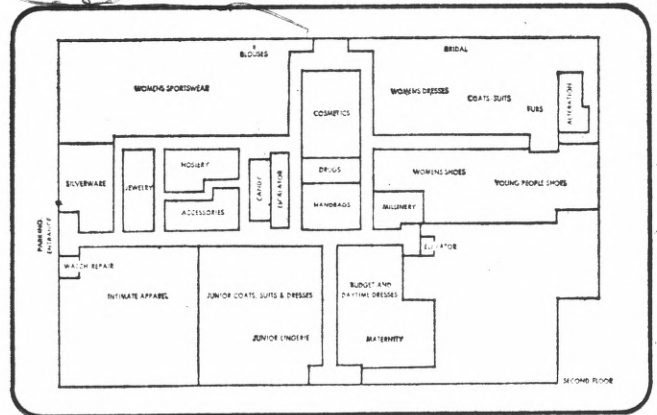 BLOUSES
BRIDAL
WOMENS SPORTSWEAR
WOMENS DRESSES
COATS SUITS
FURS
ALTERATION
COSMETICS
SILVERWARE
JEWELRY
HOSIERY
ACCESSORIES
CANDY
ESCALATOR
DRUGS
HANDBAGS
WOMENS SHOES
YOUNG PEOPLE SHOES
MILLINERY
PARKING
ENTRANCE
WATCH REPAIR
ELEVATOR
INTIMATE APPAREL
JUNIOR COATS, SUITS & DRESSES
JUNIOR LINGERIE
BUDGET AND
DAYTIME DRESSES
MATERNITY
SECOND FLOOR